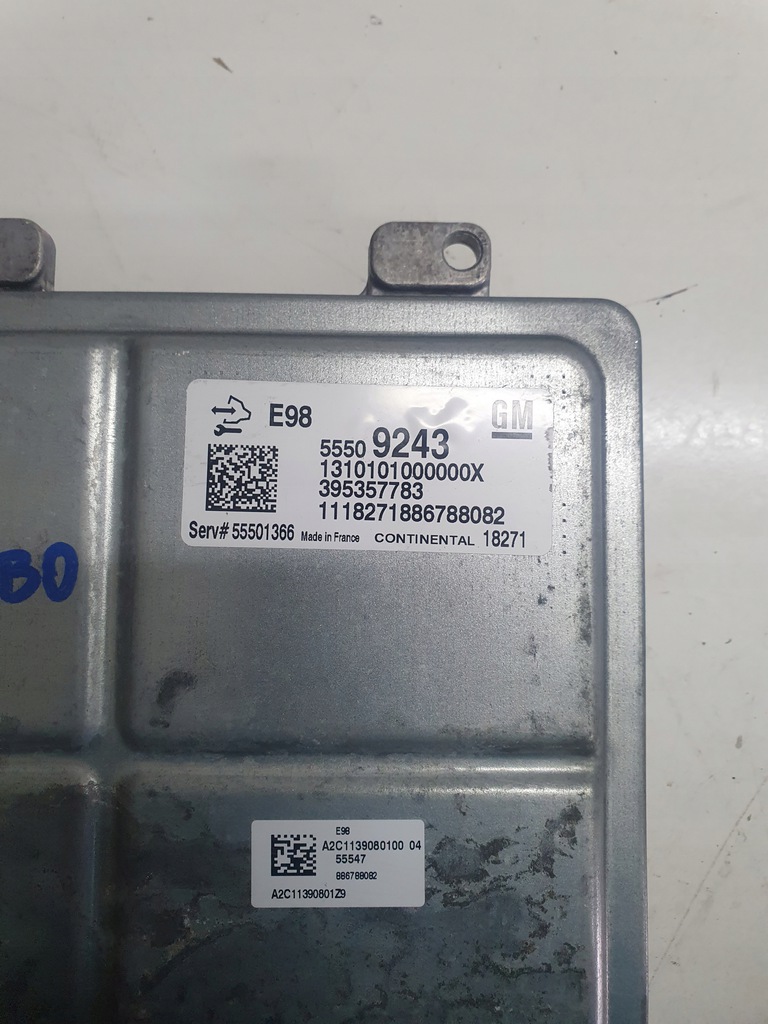 E98
GM
5550 9243
1310101000000X
395357783
1118271886788082
Serv# 55501366 Made in France CONTINENTAL 18271
B0
E98
A2C1139080100 04
55547
886788082
A2C11390801Z9